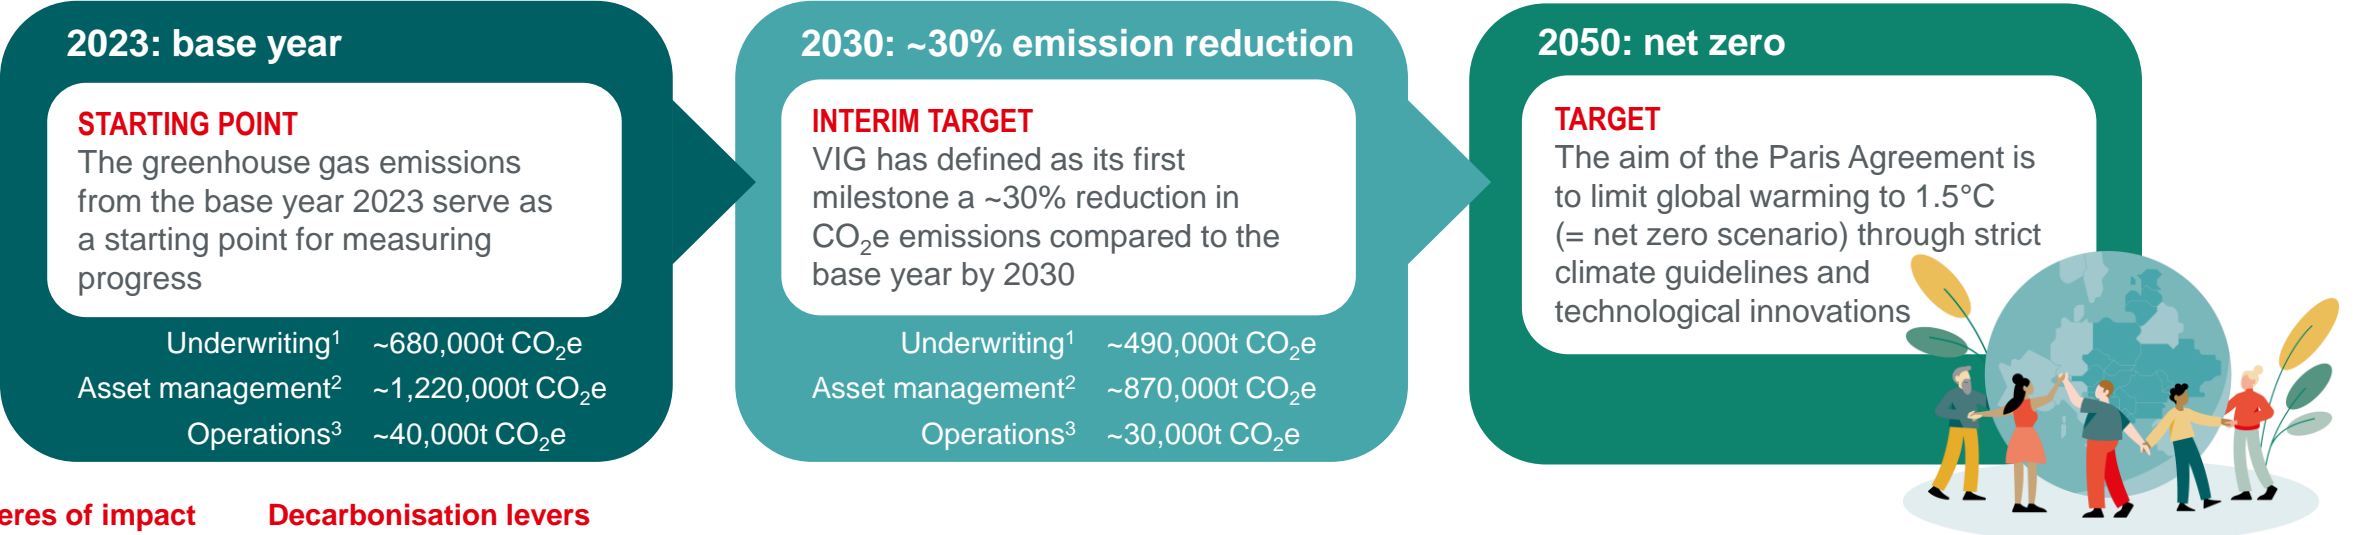 2023: base year
STARTING POINT
The greenhouse gas emissions
from the base year 2023 serve as
a starting point for measuring
progress
Underwriting¹ ~680,000t CO₂e
Asset management² ~1,220,000t CO₂e
Operations³ ~40,000t CO₂e
2030: ~30% emission reduction
INTERIM TARGET
VIG has defined as its first
milestone a ~30% reduction in
CO₂e emissions compared to the
base year by 2030
Underwriting¹ ~490,000t CO₂e
Asset management² ~870,000t CO₂e
Operations³ ~30,000t CO₂e
2050: net zero
TARGET
The aim of the Paris Agreement is
to limit global warming to 1.5°C
(= net zero scenario) through strict
climate guidelines and
technological innovations
eres of impact Decarbonisation levers